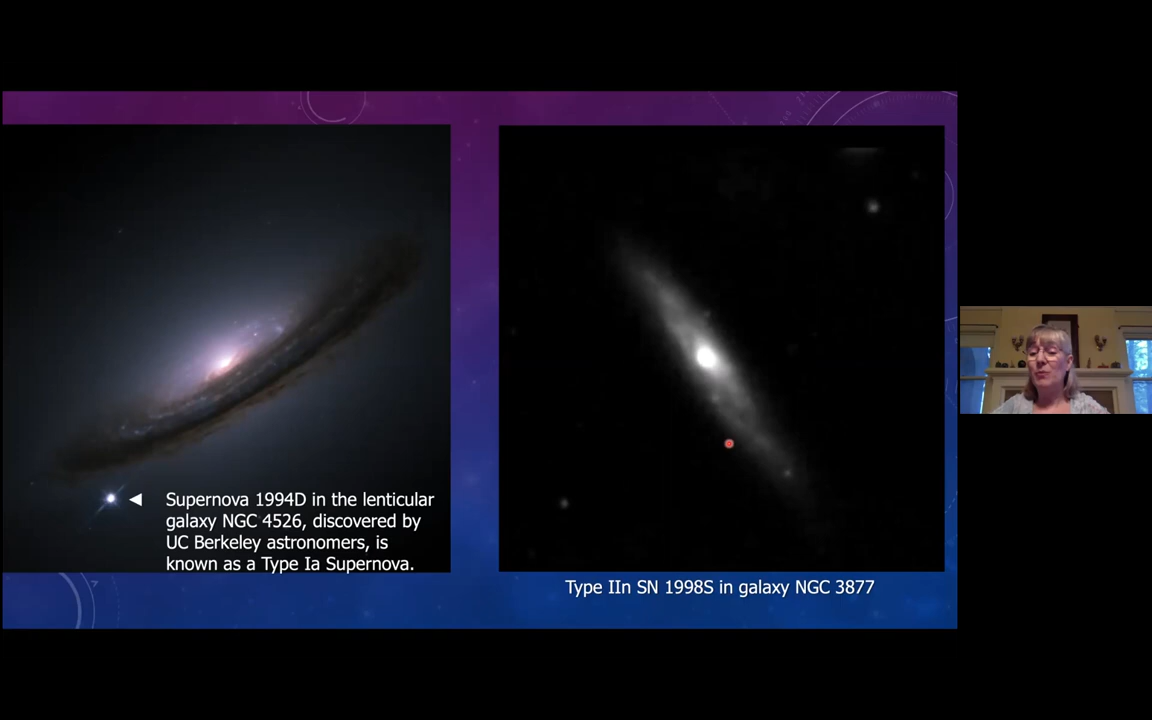 Supernova 1994D in the lenticular
galaxy NGC 4526, discovered by
UC Berkeley astronomers, is
known as a Type Ia Supernova.
Type IIn SN 1998S in galaxy NGC 3877